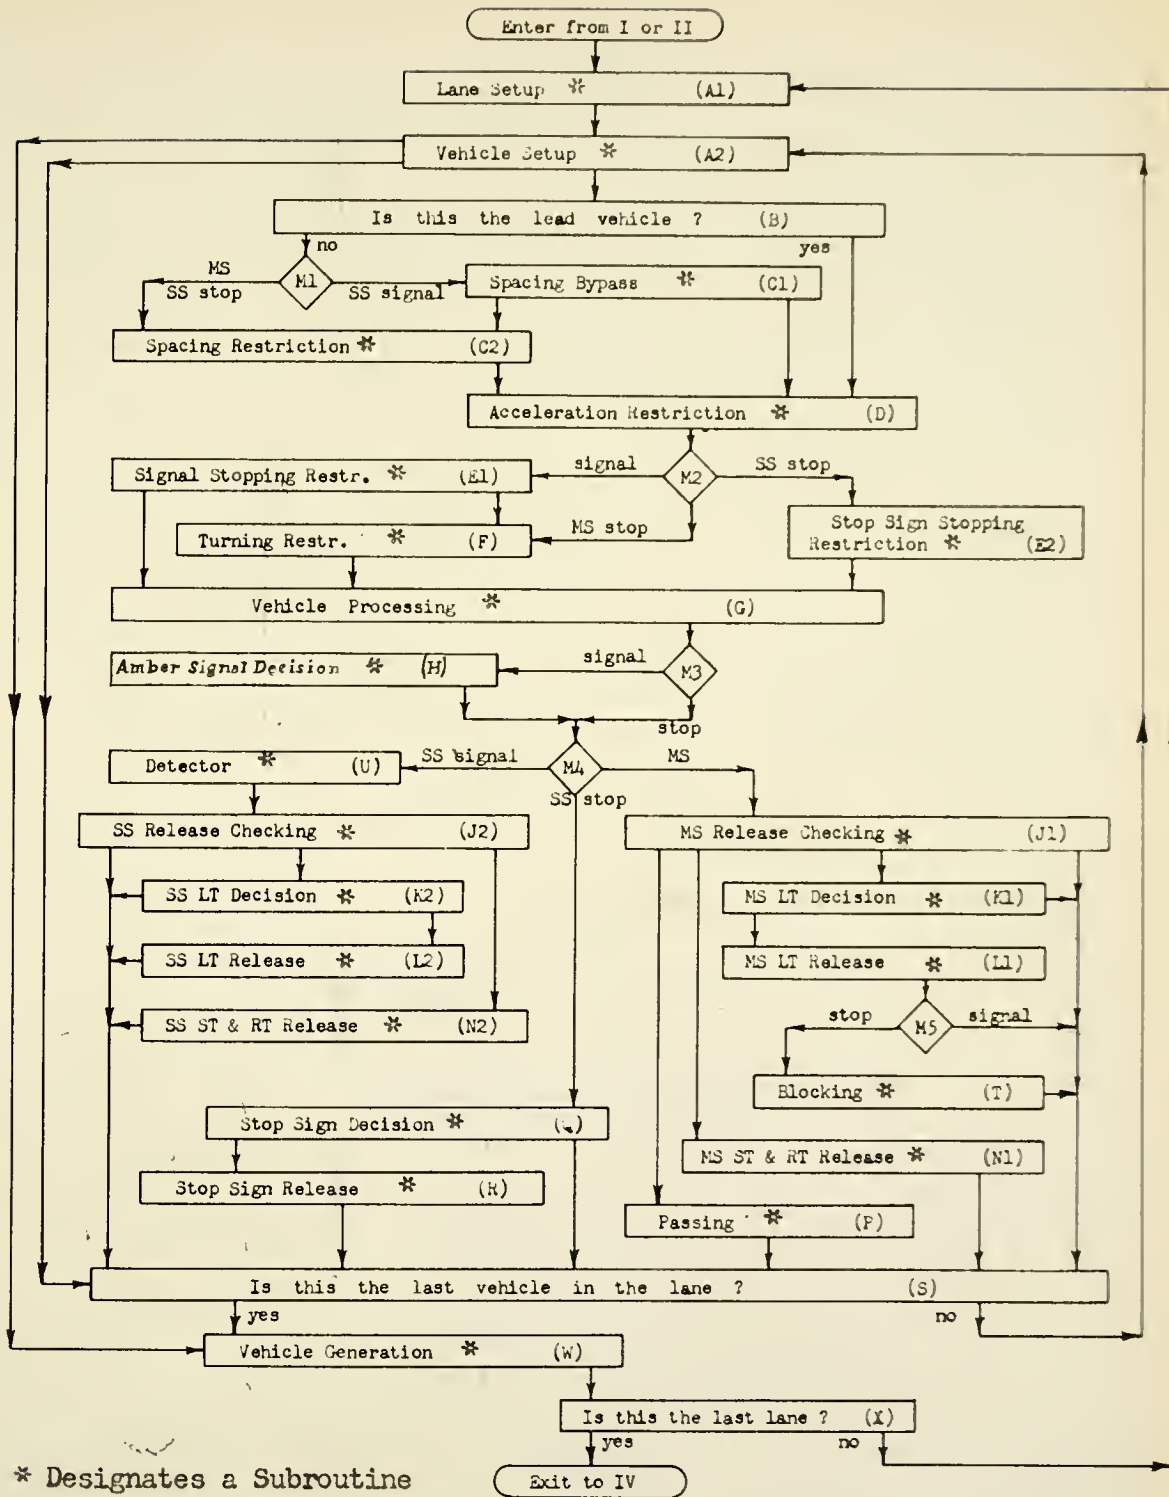 Enter from I or II
Lane Setup * (A1)
Vehicle Setup * (A2)
Is this the lead vehicle ? (B)
no
yes
MS
SS stop
M1
SS signal
Spacing Bypass * (C1)
Spacing Restriction * (C2)
Acceleration Restriction * (D)
Signal Stopping Restr. * (E1)
signal
M2
SS stop
Turning Restr. * (F)
MS stop
Stop Sign Stopping
Restriction * (E2)
Vehicle Processing * (G)
Amber Signal Decision * (H)
signal
M3
stop
Detector * (U)
SS signal
M4
MS
SS stop
SS Release Checking * (J2)
MS Release Checking * (J1)
SS LT Decision * (K2)
MS LT Decision * (K1)
SS LT Release * (L2)
MS LT Release * (L1)
SS ST & RT Release * (N2)
stop
M5
signal
Blocking * (T)
Stop Sign Decision *
MS ST & RT Release * (N1)
Stop Sign Release * (R)
Passing * (P)
Is this the last vehicle in the lane ? (S)
yes
no
Vehicle Generation * (W)
Is this the last lane ? (X)
yes
no
* Designates a Subroutine
Exit to IV